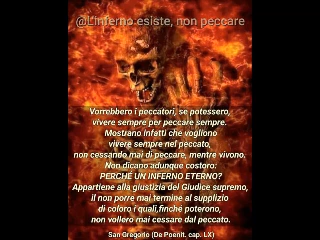 @L'inferno esiste, non peccare
Vorrebbero i peccatori, se potessero,
vivere sempre per peccare sempre.
Mostrano infatti che vogliono
vivere sempre nel peccato,
non cessando mai di peccare, mentre vivono.
Non dicano adunque costoro:
PERCHÉ UN INFERNO ETERNO?
Appartiene alla giustizia del Giudice supremo,
il non porre mai termine al supplizio
di coloro i quali,finchè poterono,
non vollero mai cessare dal peccato.
San Gregorio (De Poenit. cap. LX)